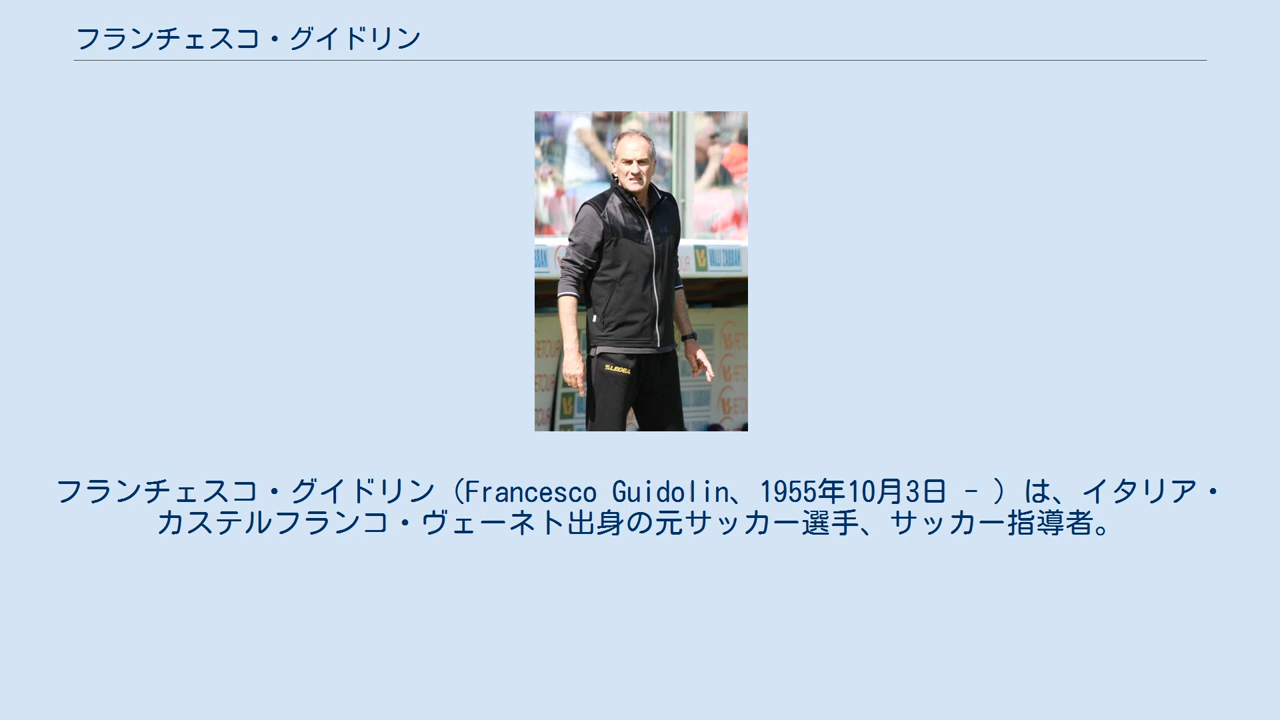 フランチェスコ・グイドリン
VALLI ZABBAN
フランチェスコ・グイドリン（Francesco Guidolin、1955年10月3日 - ）は、イタリア・
カステルフランコ・ヴェーネト出身の元サッカー選手、サッカー指導者。